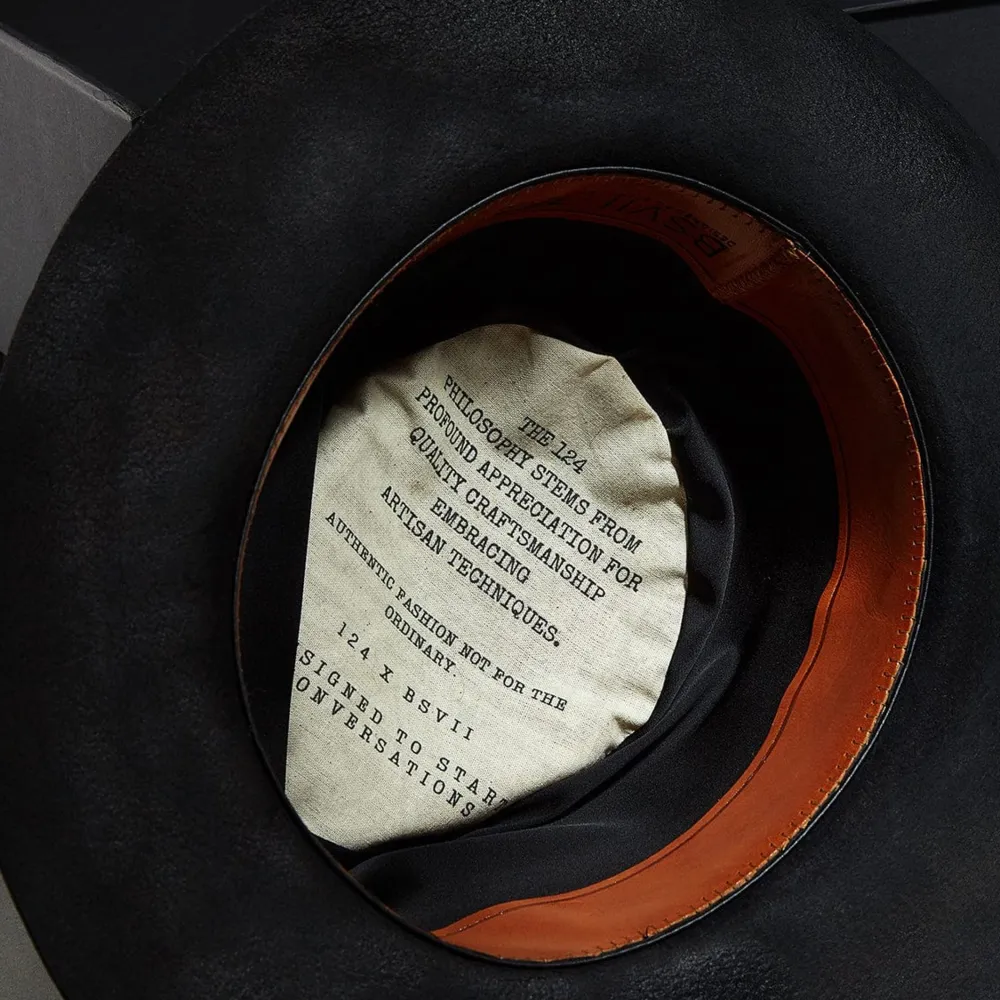 THE 124
PHILOSOPHY STEMS FROM
PROFOUND APPRECIATION FOR
QUALITY CRAFTSMANSHIP
EMBRACING
ARTISAN TECHNIQUES.
AUTHENTIC FASHION NOT FOR THE
ORDINARY.
124 X BSVII
SIGNED TO START
ONVERSATIONS
BSVII